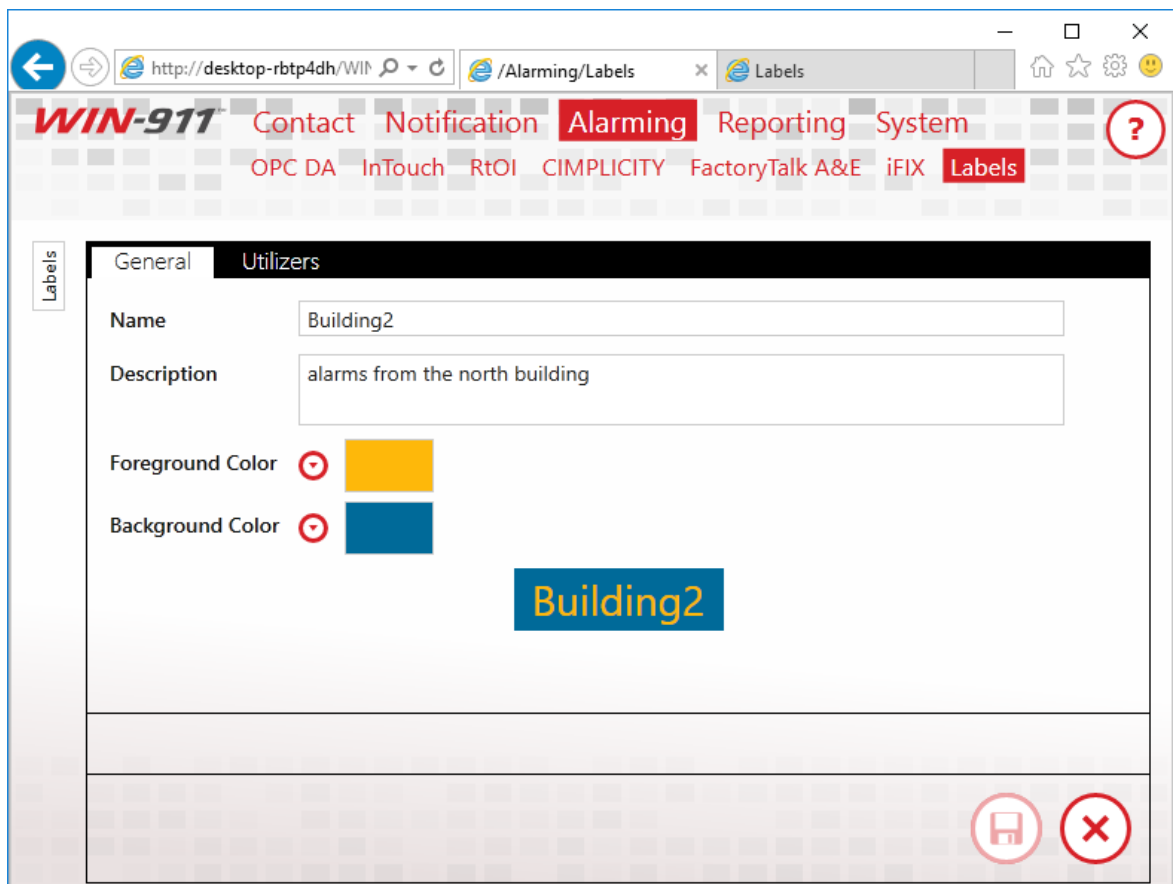 http://desktop-rbtp4dh/WIN /Alarming/Labels Labels
WIN-911 Contact Notification Alarming Reporting System ?
OPC DA InTouch RtOI CIMPLICITY FactoryTalk A&E iFIX Labels
Labels
General Utilizers
Name Building2
Description alarms from the north building
Foreground Color
Background Color
Building2